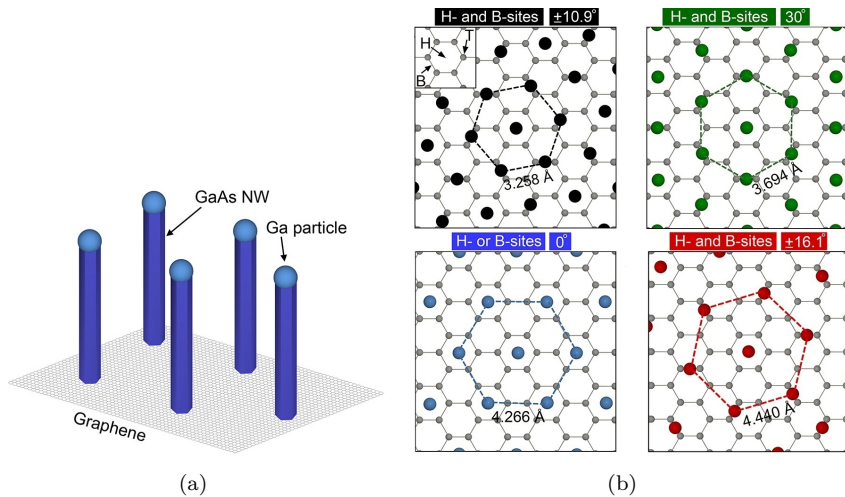 GaAs NW
Ga particle
Graphene
(a)
H- and B-sites ±10.9°
H
T
B
3.258 Å
H- and B-sites 30°
3.694 Å
H- or B-sites 0°
4.266 Å
H- and B-sites ±16.1°
4.440 Å
(b)